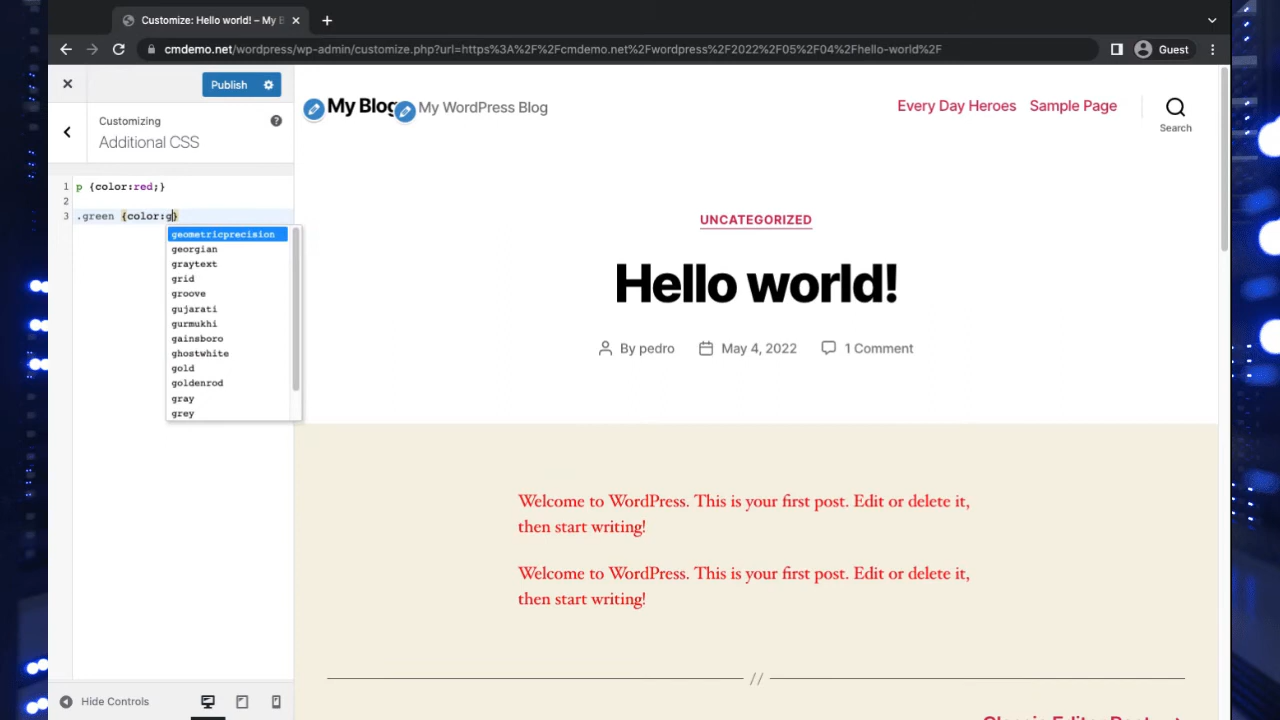 Customize: Hello world! – My B
Guest
cmdemo.net/wordpress/wp-admin/customize.php?url=https%3A%2F%2Fcmdemo.net%2Fwordpress%2F2022%2F05%2F04%2Fhello-world%2F
Publish
Customizing
Additional CSS
1 p {color:red;}
2
3 .green {color:g}
geometricprecision
georgian
graytext
grid
groove
gujarati
gurmukhi
gainsboro
ghostwhite
gold
goldenrod
gray
grey
Hide Controls
My Blog
My WordPress Blog
Every Day Heroes Sample Page
Search
UNCATEGORIZED
Hello world!
By pedro May 4, 2022 1 Comment
Welcome to WordPress. This is your first post. Edit or delete it,
then start writing!
Welcome to WordPress. This is your first post. Edit or delete it,
then start writing!
//